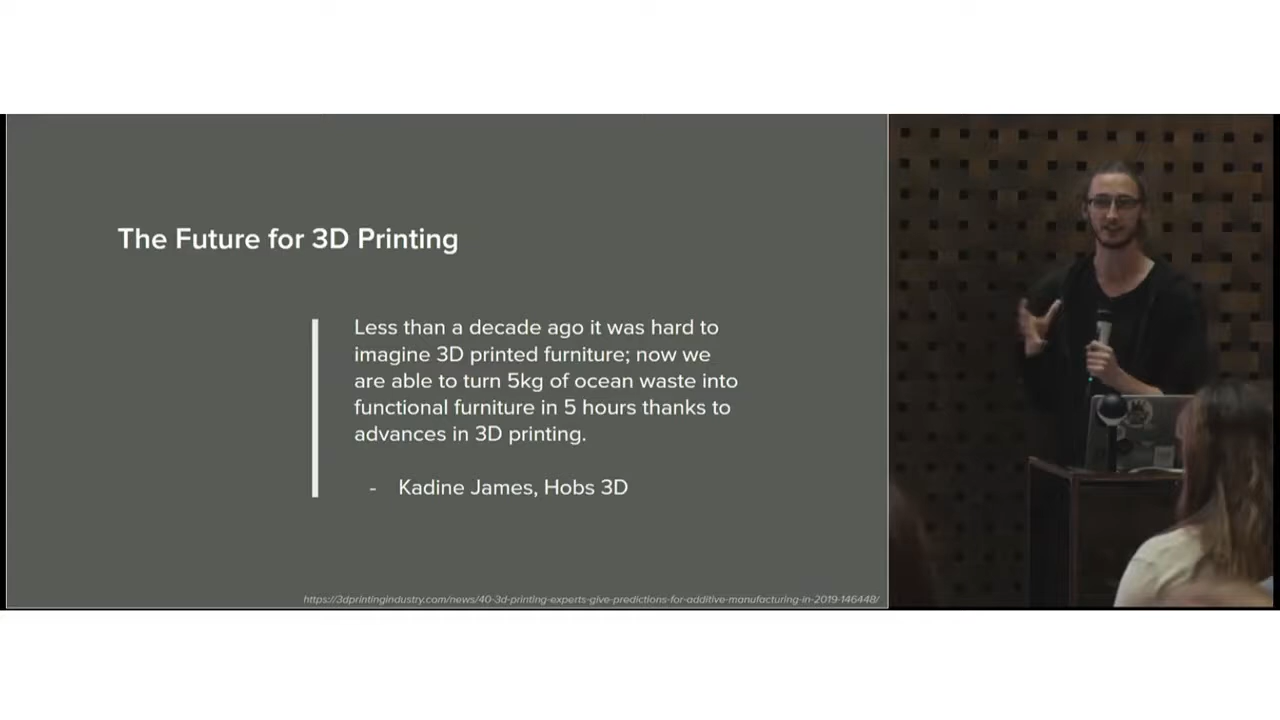 The Future for 3D Printing
Less than a decade ago it was hard to
imagine 3D printed furniture; now we
are able to turn 5kg of ocean waste into
functional furniture in 5 hours thanks to
advances in 3D printing.
- Kadine James, Hobs 3D
https://3dprintingindustry.com/news/40-3d-printing-experts-give-predictions-for-additive-manufacturing-in-2019-146448/